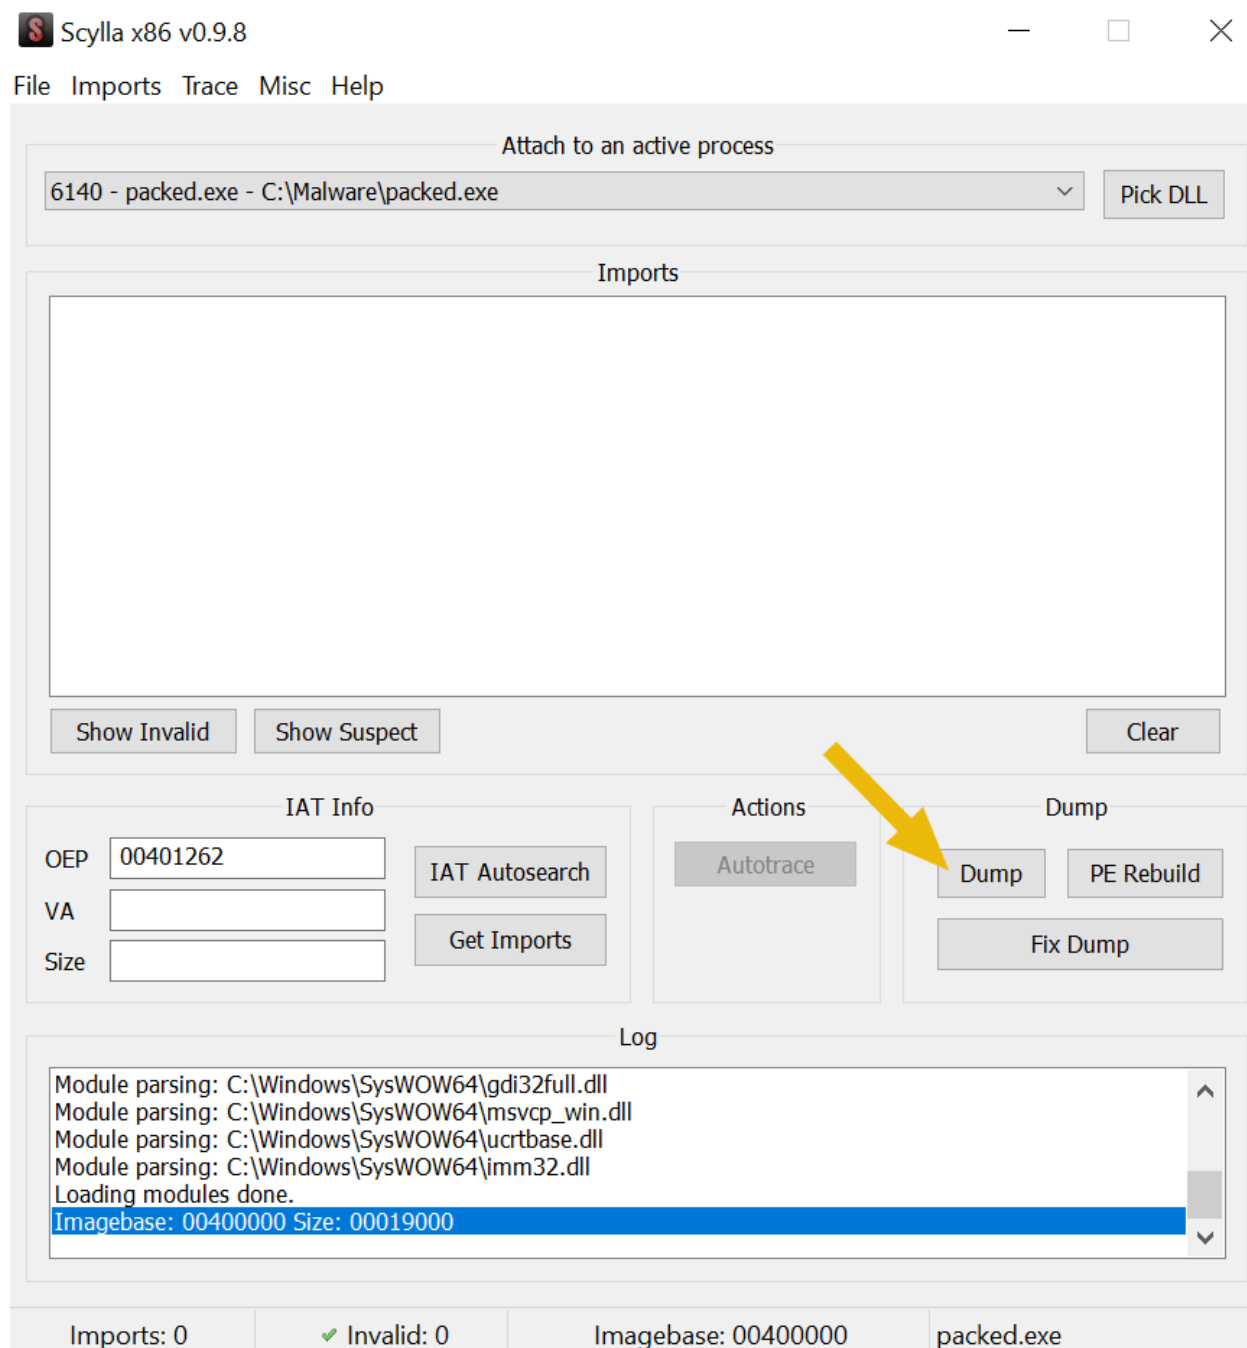 Scylla x86 v0.9.8
File Imports Trace Misc Help
Attach to an active process
6140 - packed.exe - C:\Malware\packed.exe
Pick DLL
Imports
Show Invalid
Show Suspect
Clear
IAT Info
OEP 00401262
VA
Size
IAT Autosearch
Get Imports
Actions
Autotrace
Dump
Dump
PE Rebuild
Fix Dump
Log
Module parsing: C:\Windows\SysWOW64\gdi32full.dll
Module parsing: C:\Windows\SysWOW64\msvcp_win.dll
Module parsing: C:\Windows\SysWOW64\ucrtbase.dll
Module parsing: C:\Windows\SysWOW64\imm32.dll
Loading modules done.
Imagebase: 00400000 Size: 00019000
Imports: 0
Invalid: 0
Imagebase: 00400000
packed.exe